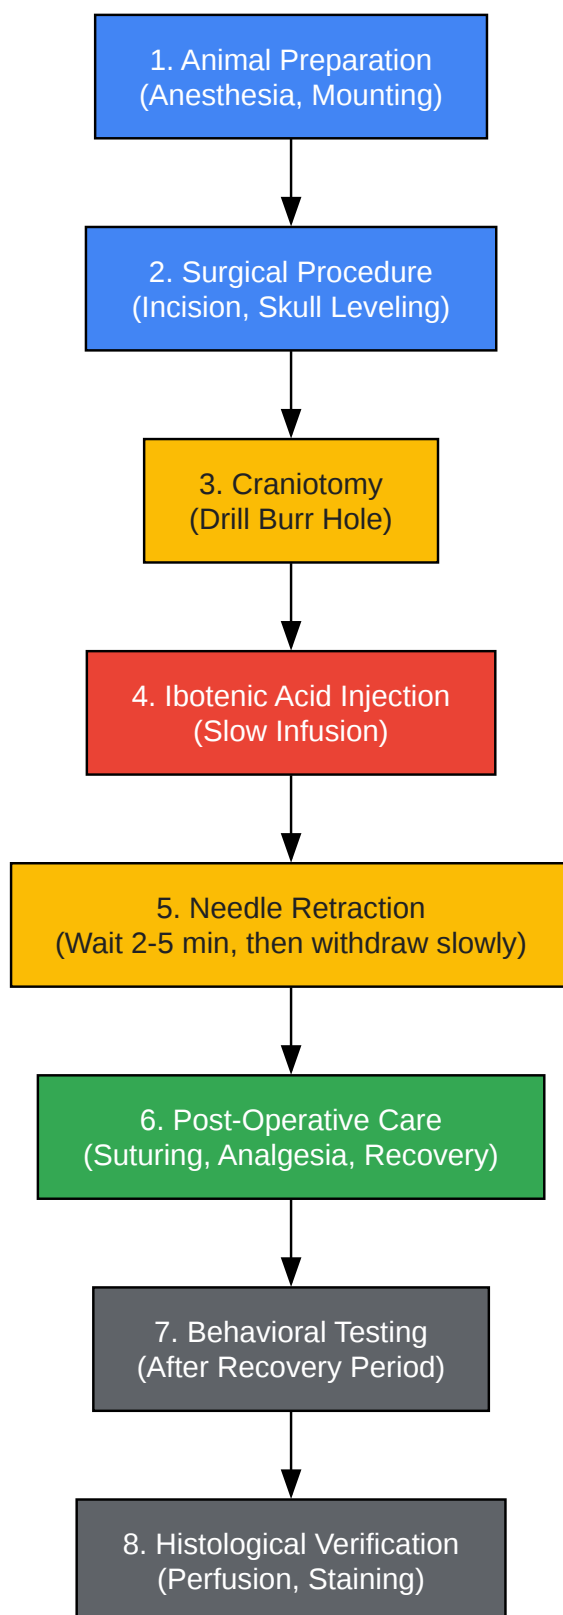 1. Animal Preparation
(Anesthesia, Mounting)
2. Surgical Procedure
(Incision, Skull Leveling)
3. Craniotomy
(Drill Burr Hole)
4. Ibotenic Acid Injection
(Slow Infusion)
5. Needle Retraction
(Wait 2-5 min, then withdraw slowly)
6. Post-Operative Care
(Suturing, Analgesia, Recovery)
7. Behavioral Testing
(After Recovery Period)
8. Histological Verification
(Perfusion, Staining)